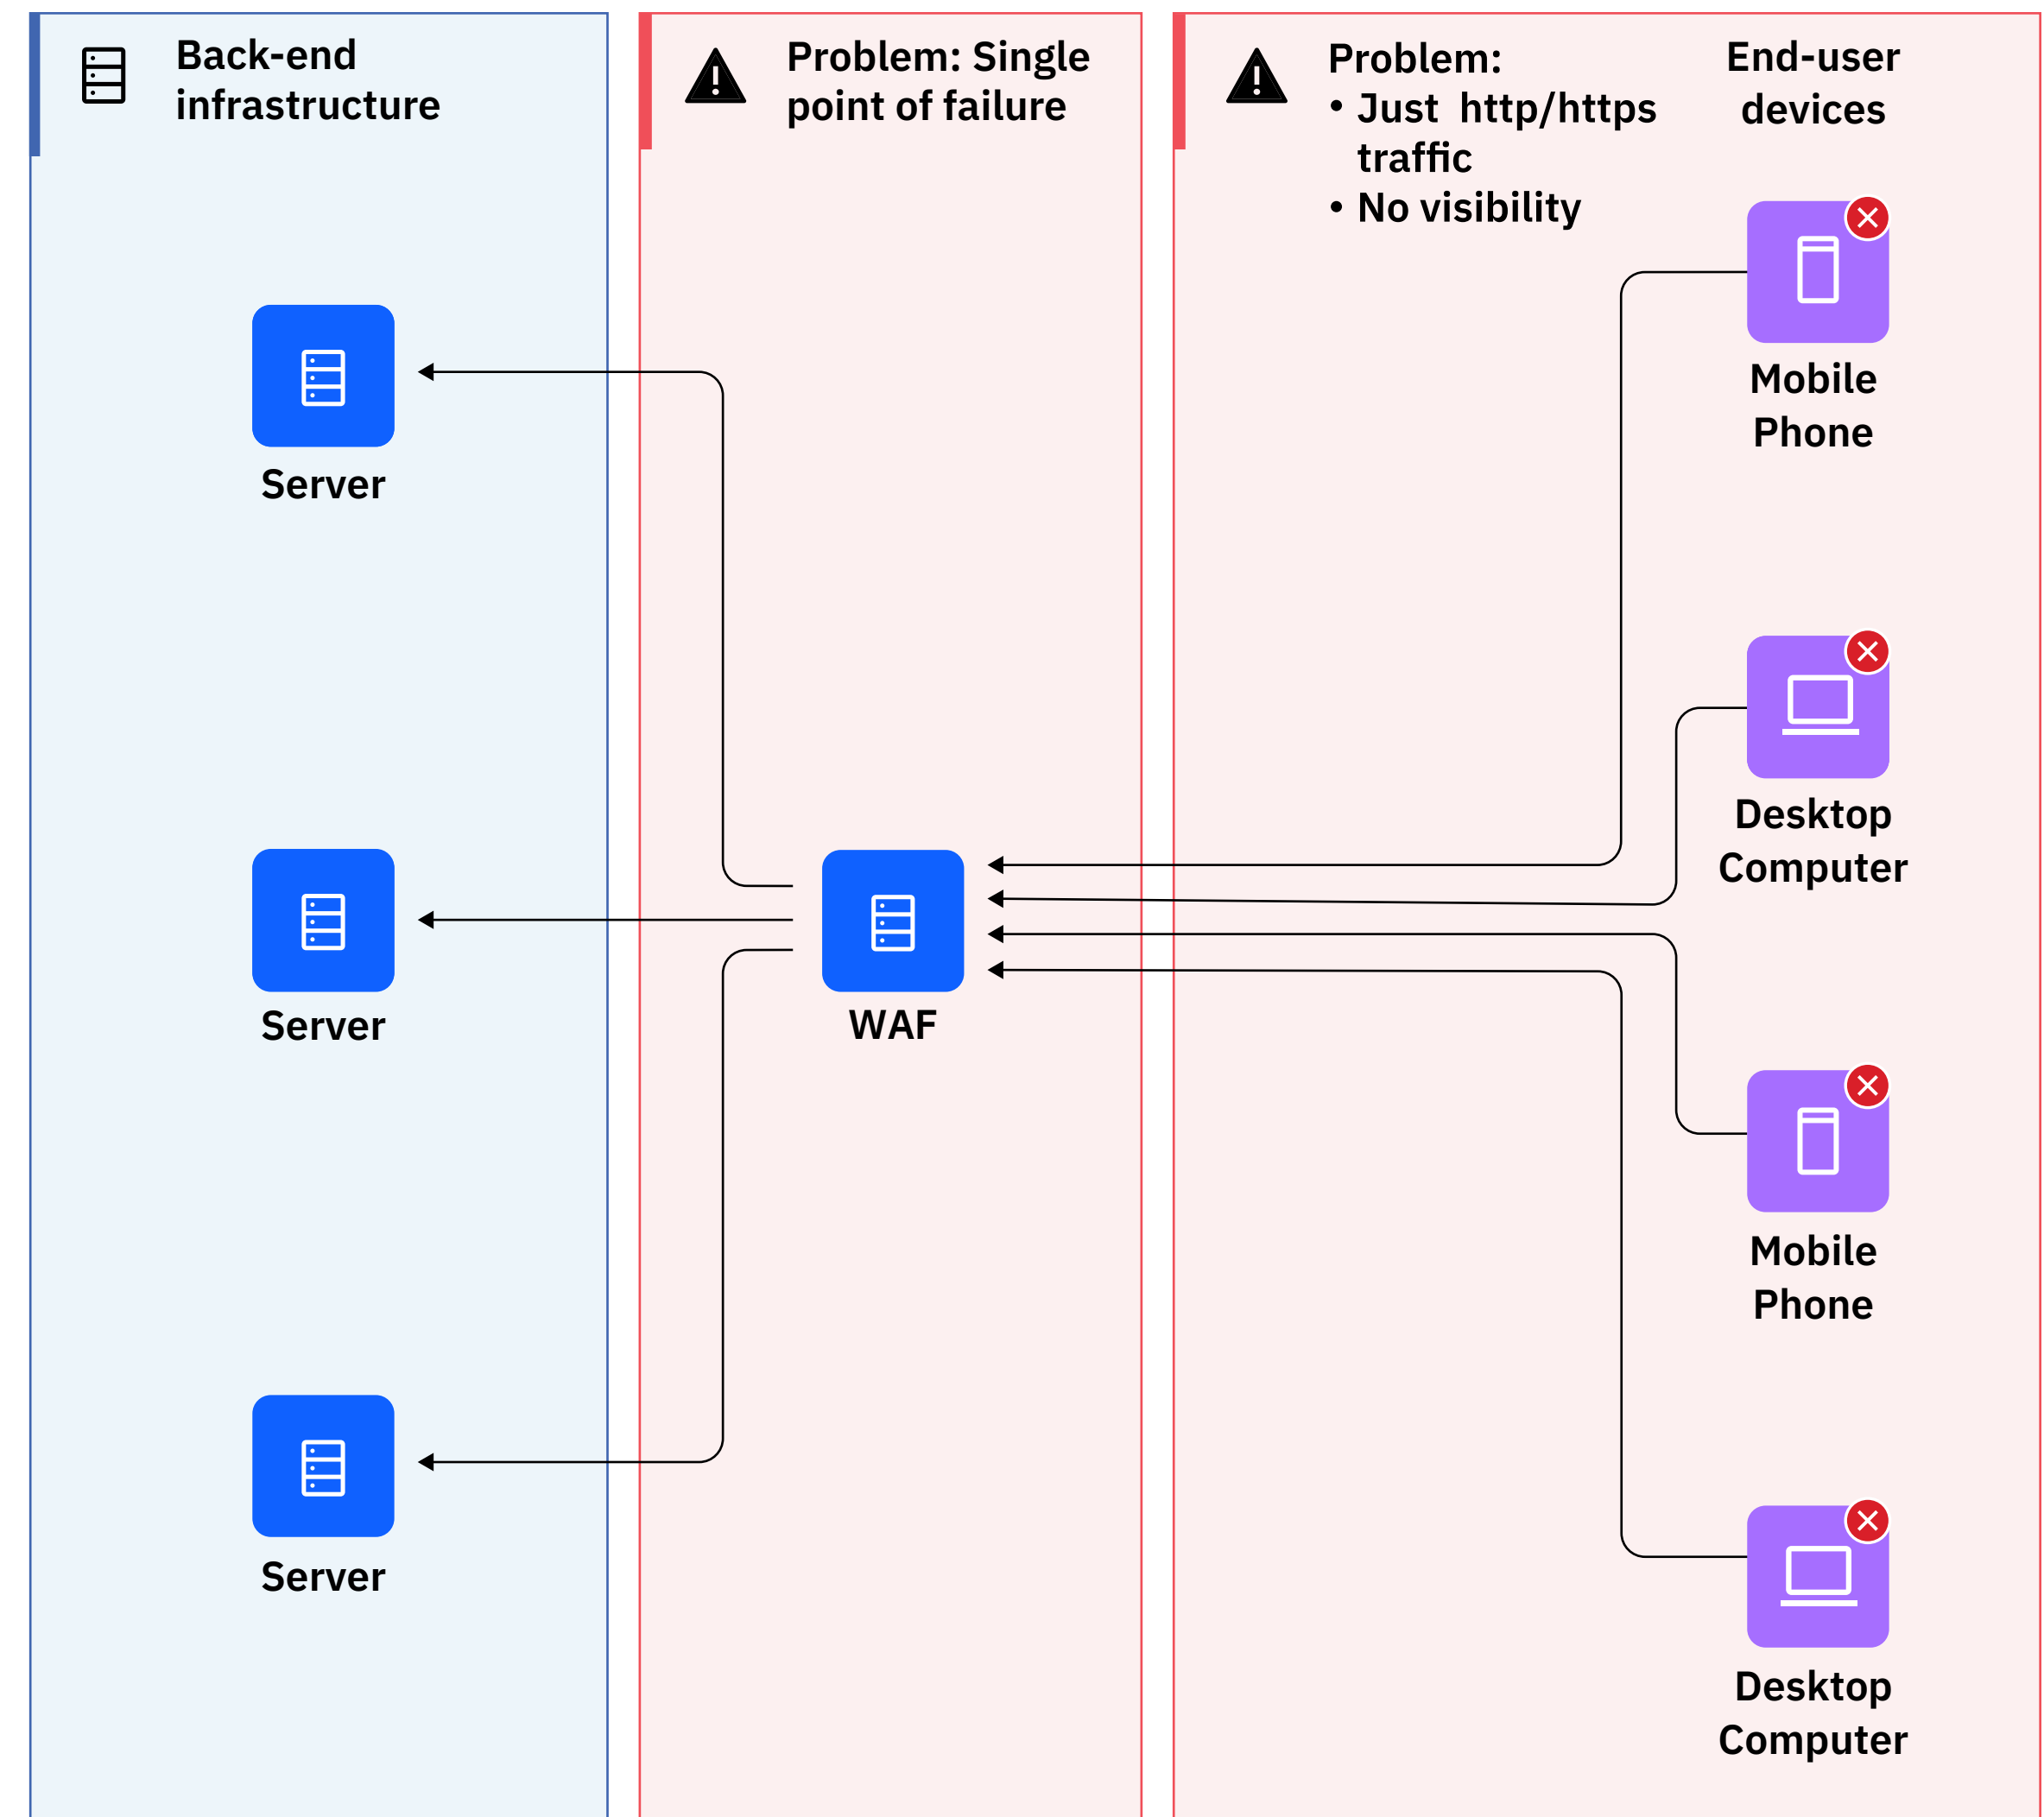 Back-end
infrastructure
Problem: Single
point of failure
Problem:
• Just  http/https
traffic
• No visibility
End-user
devices
Server
Server
Server
WAF
Mobile
Phone
Desktop
Computer
Mobile
Phone
Desktop
Computer